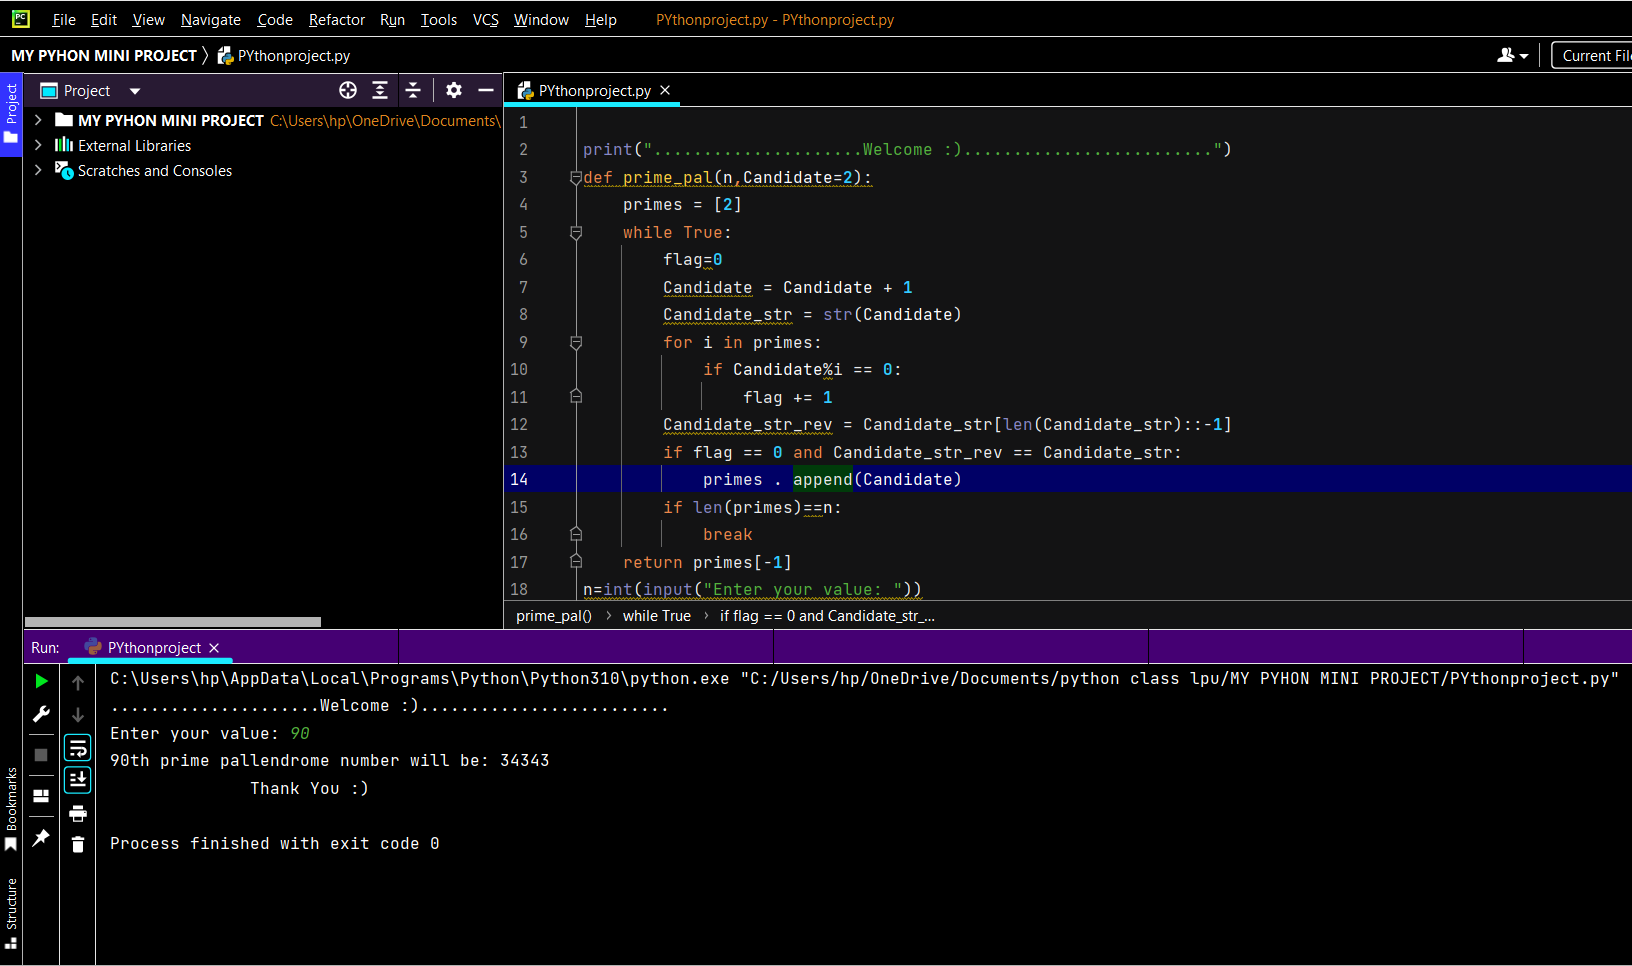 PC File Edit View Navigate Code Refactor Run Tools VCS Window Help PYthonproject.py - PYthonproject.py
MY PYHON MINI PROJECT PYthonproject.py Current File
Project
Project
MY PYHON MINI PROJECT C:\Users\hp\OneDrive\Documents\
External Libraries
Scratches and Consoles
PYthonproject.py
1
2 print(".....................Welcome :).........................")
3 def prime_pal(n,Candidate=2):
4 primes = [2]
5 while True:
6 flag=0
7 Candidate = Candidate + 1
8 Candidate_str = str(Candidate)
9 for i in primes:
10 if Candidate%i == 0:
11 flag += 1
12 Candidate_str_rev = Candidate_str[len(Candidate_str)::-1]
13 if flag == 0 and Candidate_str_rev == Candidate_str:
14 primes . append(Candidate)
15 if len(primes)==n:
16 break
17 return primes[-1]
18 n=int(input("Enter your value: "))
prime_pal() › while True › if flag == 0 and Candidate_str_...
Run: PYthonproject
C:\Users\hp\AppData\Local\Programs\Python\Python310\python.exe "C:/Users/hp/OneDrive/Documents/python class lpu/MY PYHON MINI PROJECT/PYthonproject.py"
.....................Welcome :).........................
Enter your value: 90
90th prime pallendrome number will be: 34343
Thank You :)
Process finished with exit code 0
Bookmarks
Structure